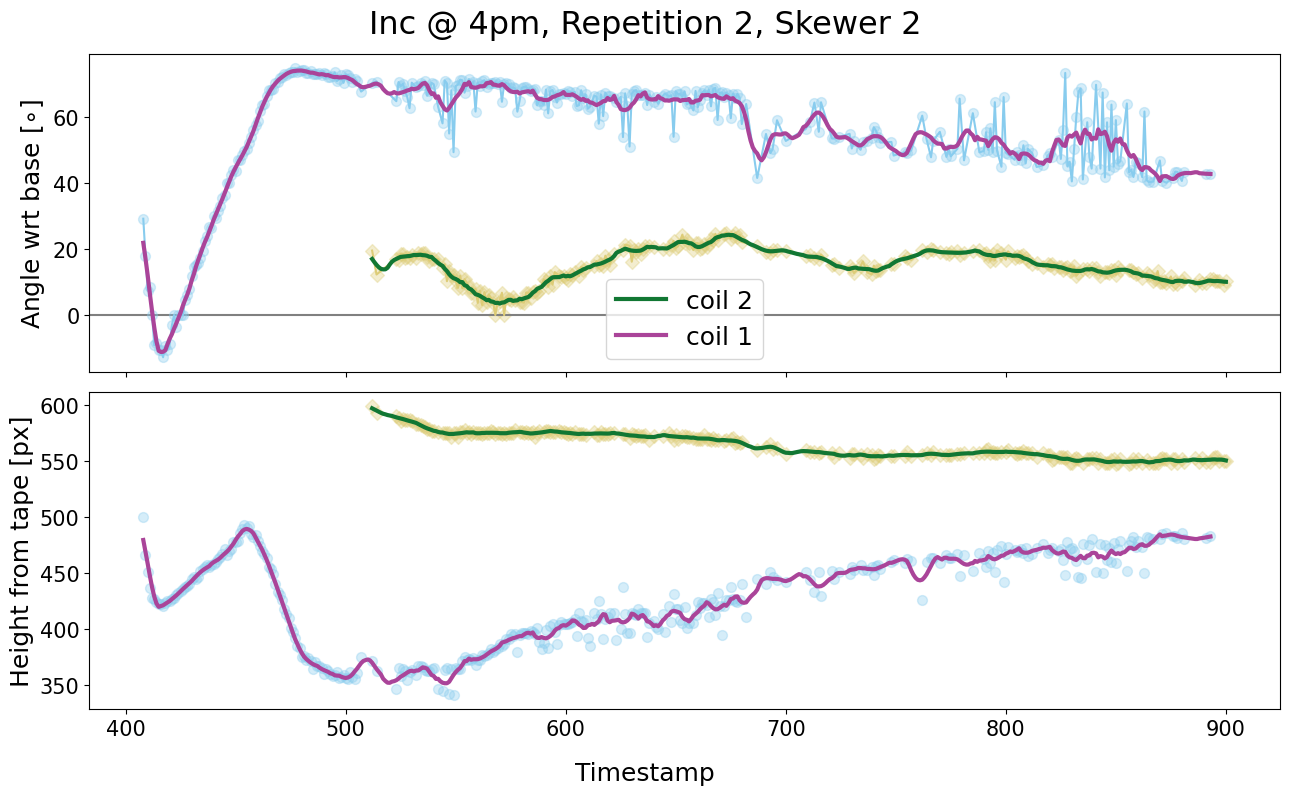 Inc @ 4pm, Repetition 2, Skewer 2
Angle wrt base [∘]
60
40
20
0
coil 2
coil 1
Height from tape [px]
600
550
500
450
400
350
400
500
600
700
800
900
Timestamp